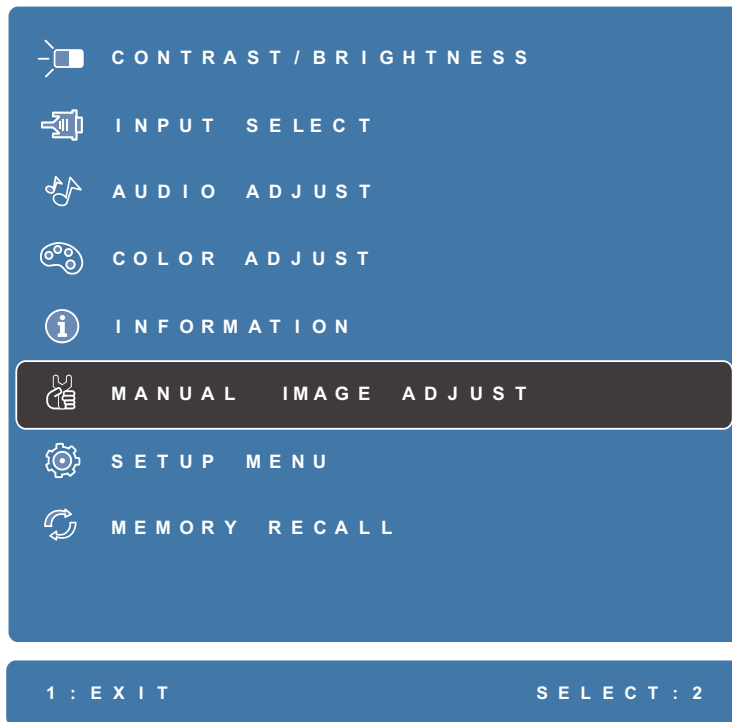 CONTRAST/BRIGHTNESS
INPUT SELECT
AUDIO ADJUST
COLOR ADJUST
INFORMATION
MANUAL IMAGE ADJUST
SETUP MENU
MEMORY RECALL
1:EXIT SELECT:2